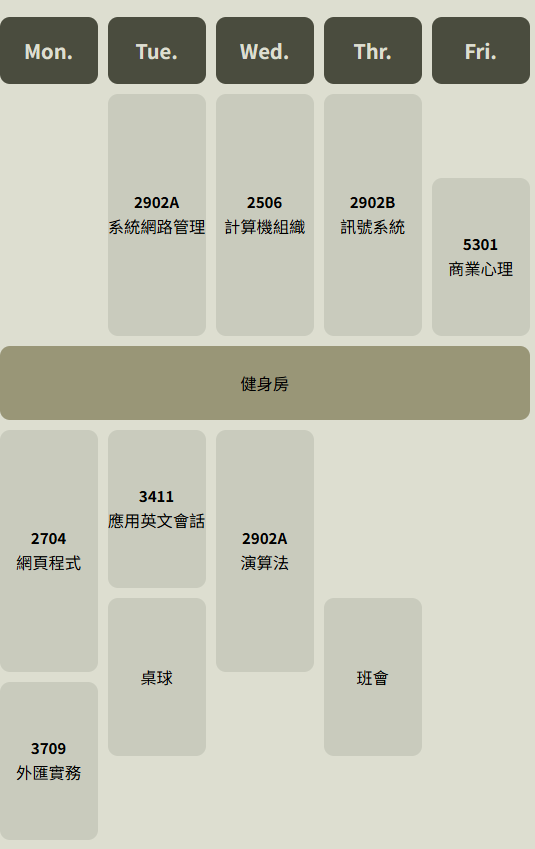 Mon.
Tue.
Wed.
Thr.
Fri.
2902A
系統網路管理
2506
計算機組織
2902B
訊號系統
5301
商業心理
健身房
2704
網頁程式
3411
應用英文會話
2902A
演算法
桌球
班會
3709
外匯實務